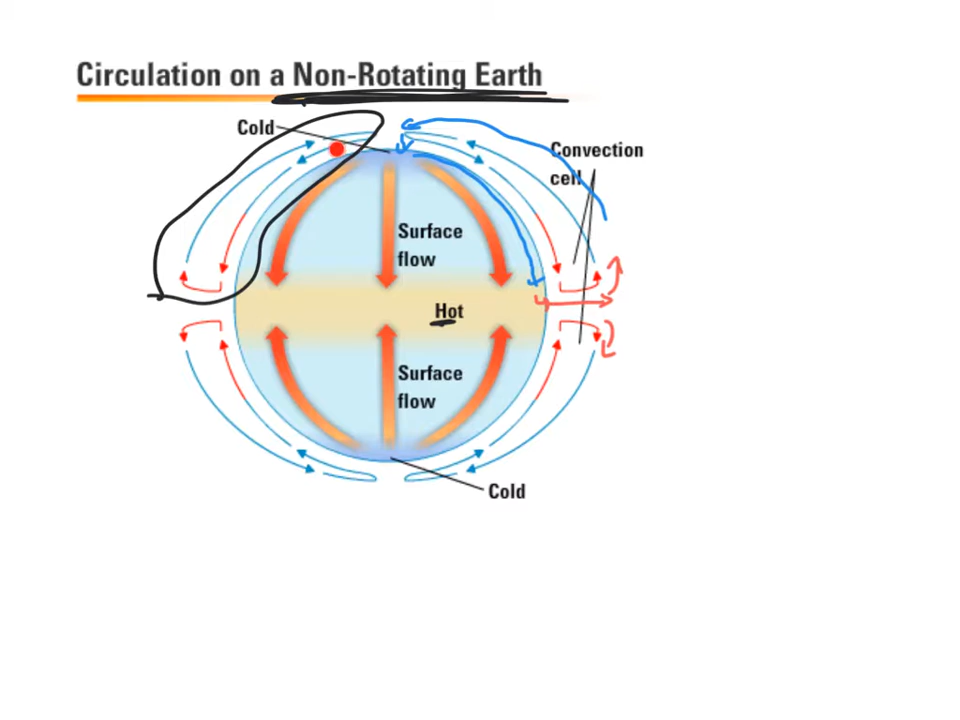 Circulation on a Non-Rotating Earth
Cold
Convection
cell
Surface
flow
Hot
Surface
flow
Cold